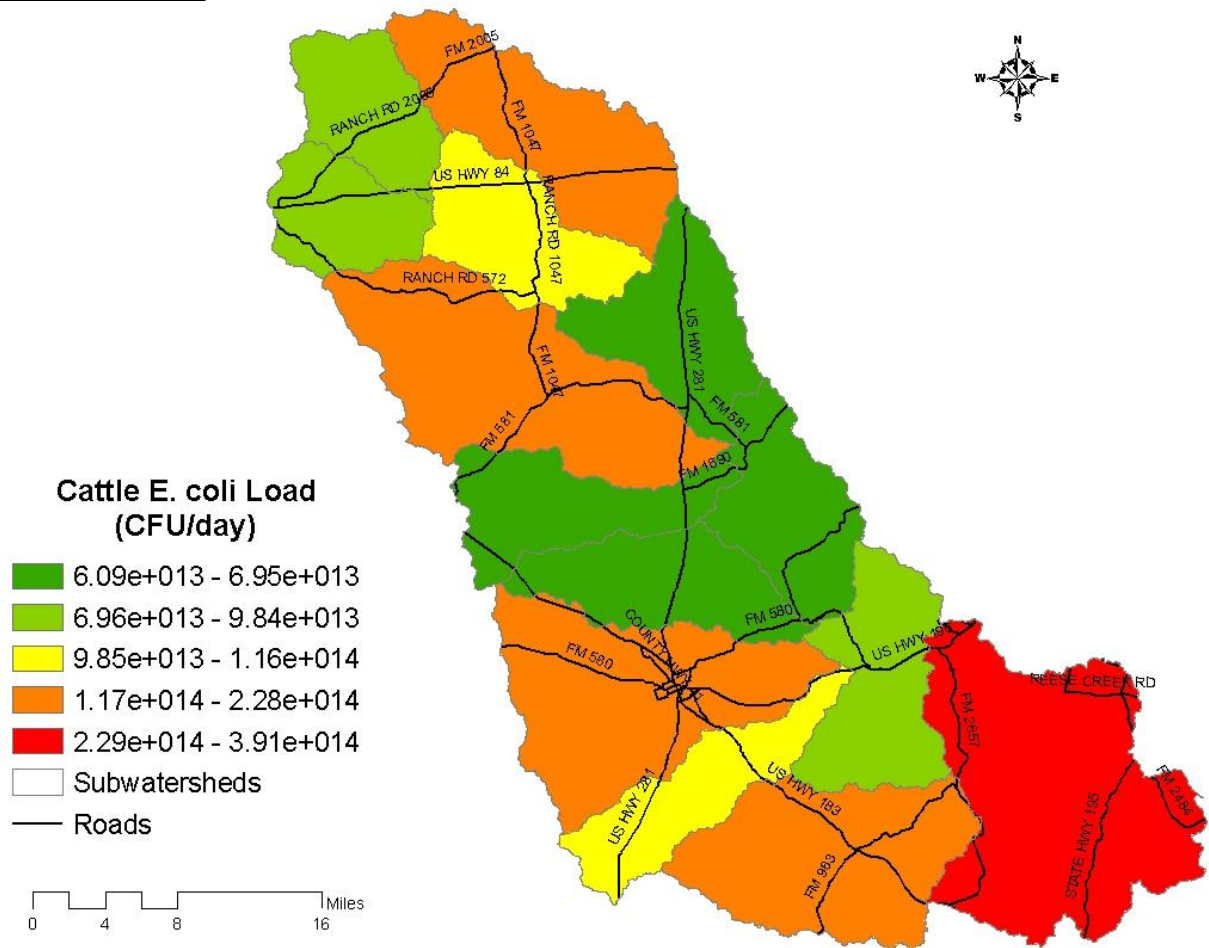 FM 2005
N
W
E
S
RANCH RD 2005
FM 1047
US HWY 84
RANCH RD 1047
RANCH RD 572
US HWY 281
FM 1047
FM 581
FM 581
FM 1690
Cattle E. coli Load
(CFU/day)
6.09e+013 - 6.95e+013
6.96e+013 - 9.84e+013
9.85e+013 - 1.16e+014
1.17e+014 - 2.28e+014
2.29e+014 - 3.91e+014
Subwatersheds
Roads
FM 580
COUNTY
FM 580
US HWY 190
REESE CREEK RD
FM 2657
US HWY 183
US HWY 281
FM 2484
STATE HWY 195
FM 963
Miles
0 4 8 16